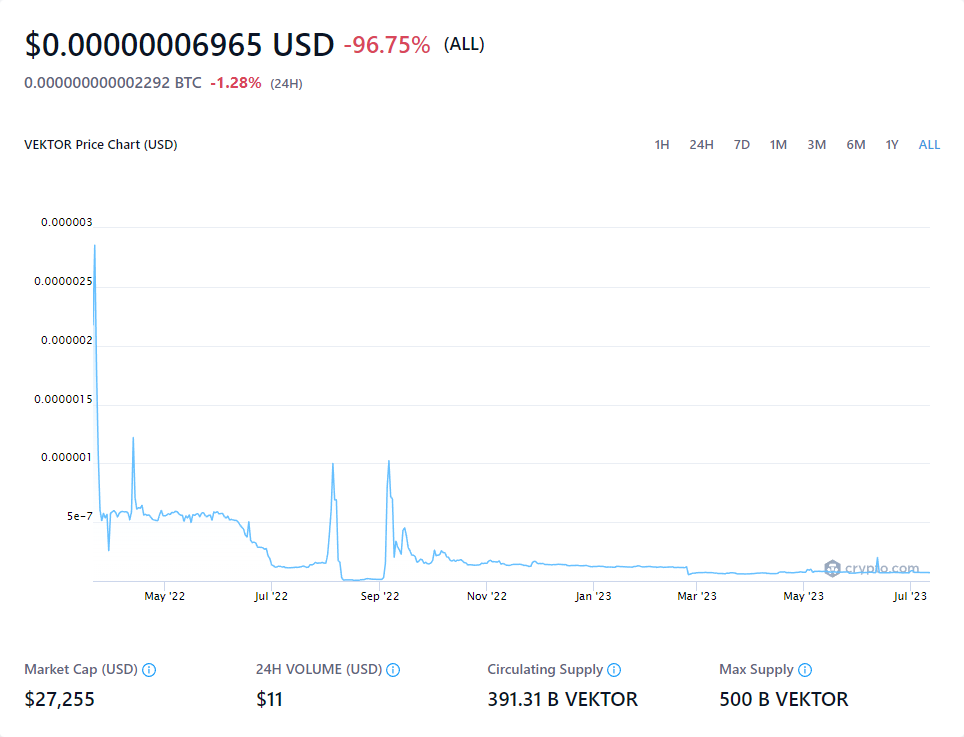 $0.00000006965 USD -96.75% (ALL)
0.000000000002292 BTC -1.28% (24H)
VEKTOR Price Chart (USD)
1H 24H 7D 1M 3M 6M 1Y ALL
0.000003
0.0000025
0.000002
0.0000015
0.000001
5e-7
crypto.com
May '22 Jul '22 Sep '22 Nov '22 Jan '23 Mar '23 May '23 Jul '23
Market Cap (USD) 24H VOLUME (USD) Circulating Supply Max Supply
$27,255 $11 391.31 B VEKTOR 500 B VEKTOR